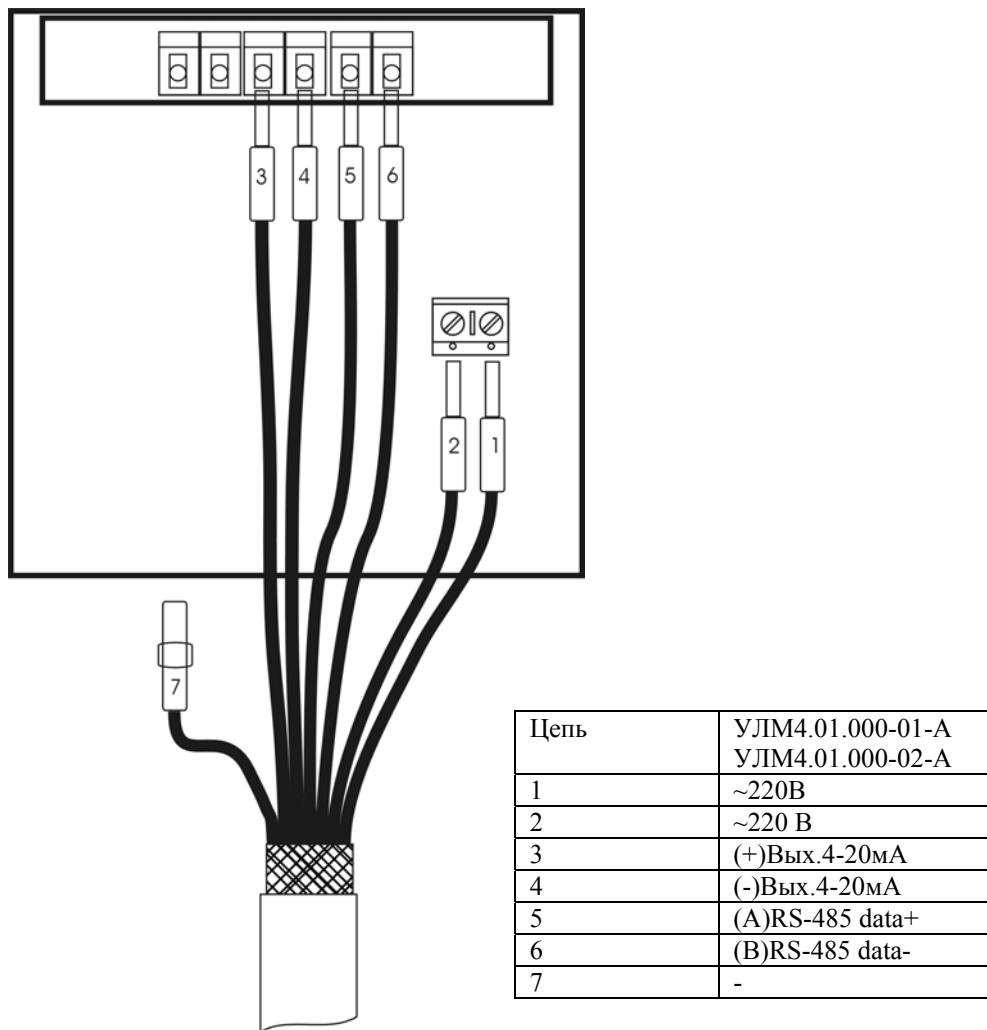 3 4 5 6
2 1
7
Цепь УЛМ4.01.000-01-А
УЛМ4.01.000-02-А
1 ~220В
2 ~220 В
3 (+)Вых.4-20мА
4 (-)Вых.4-20мА
5 (A)RS-485 data+
6 (B)RS-485 data-
7 -